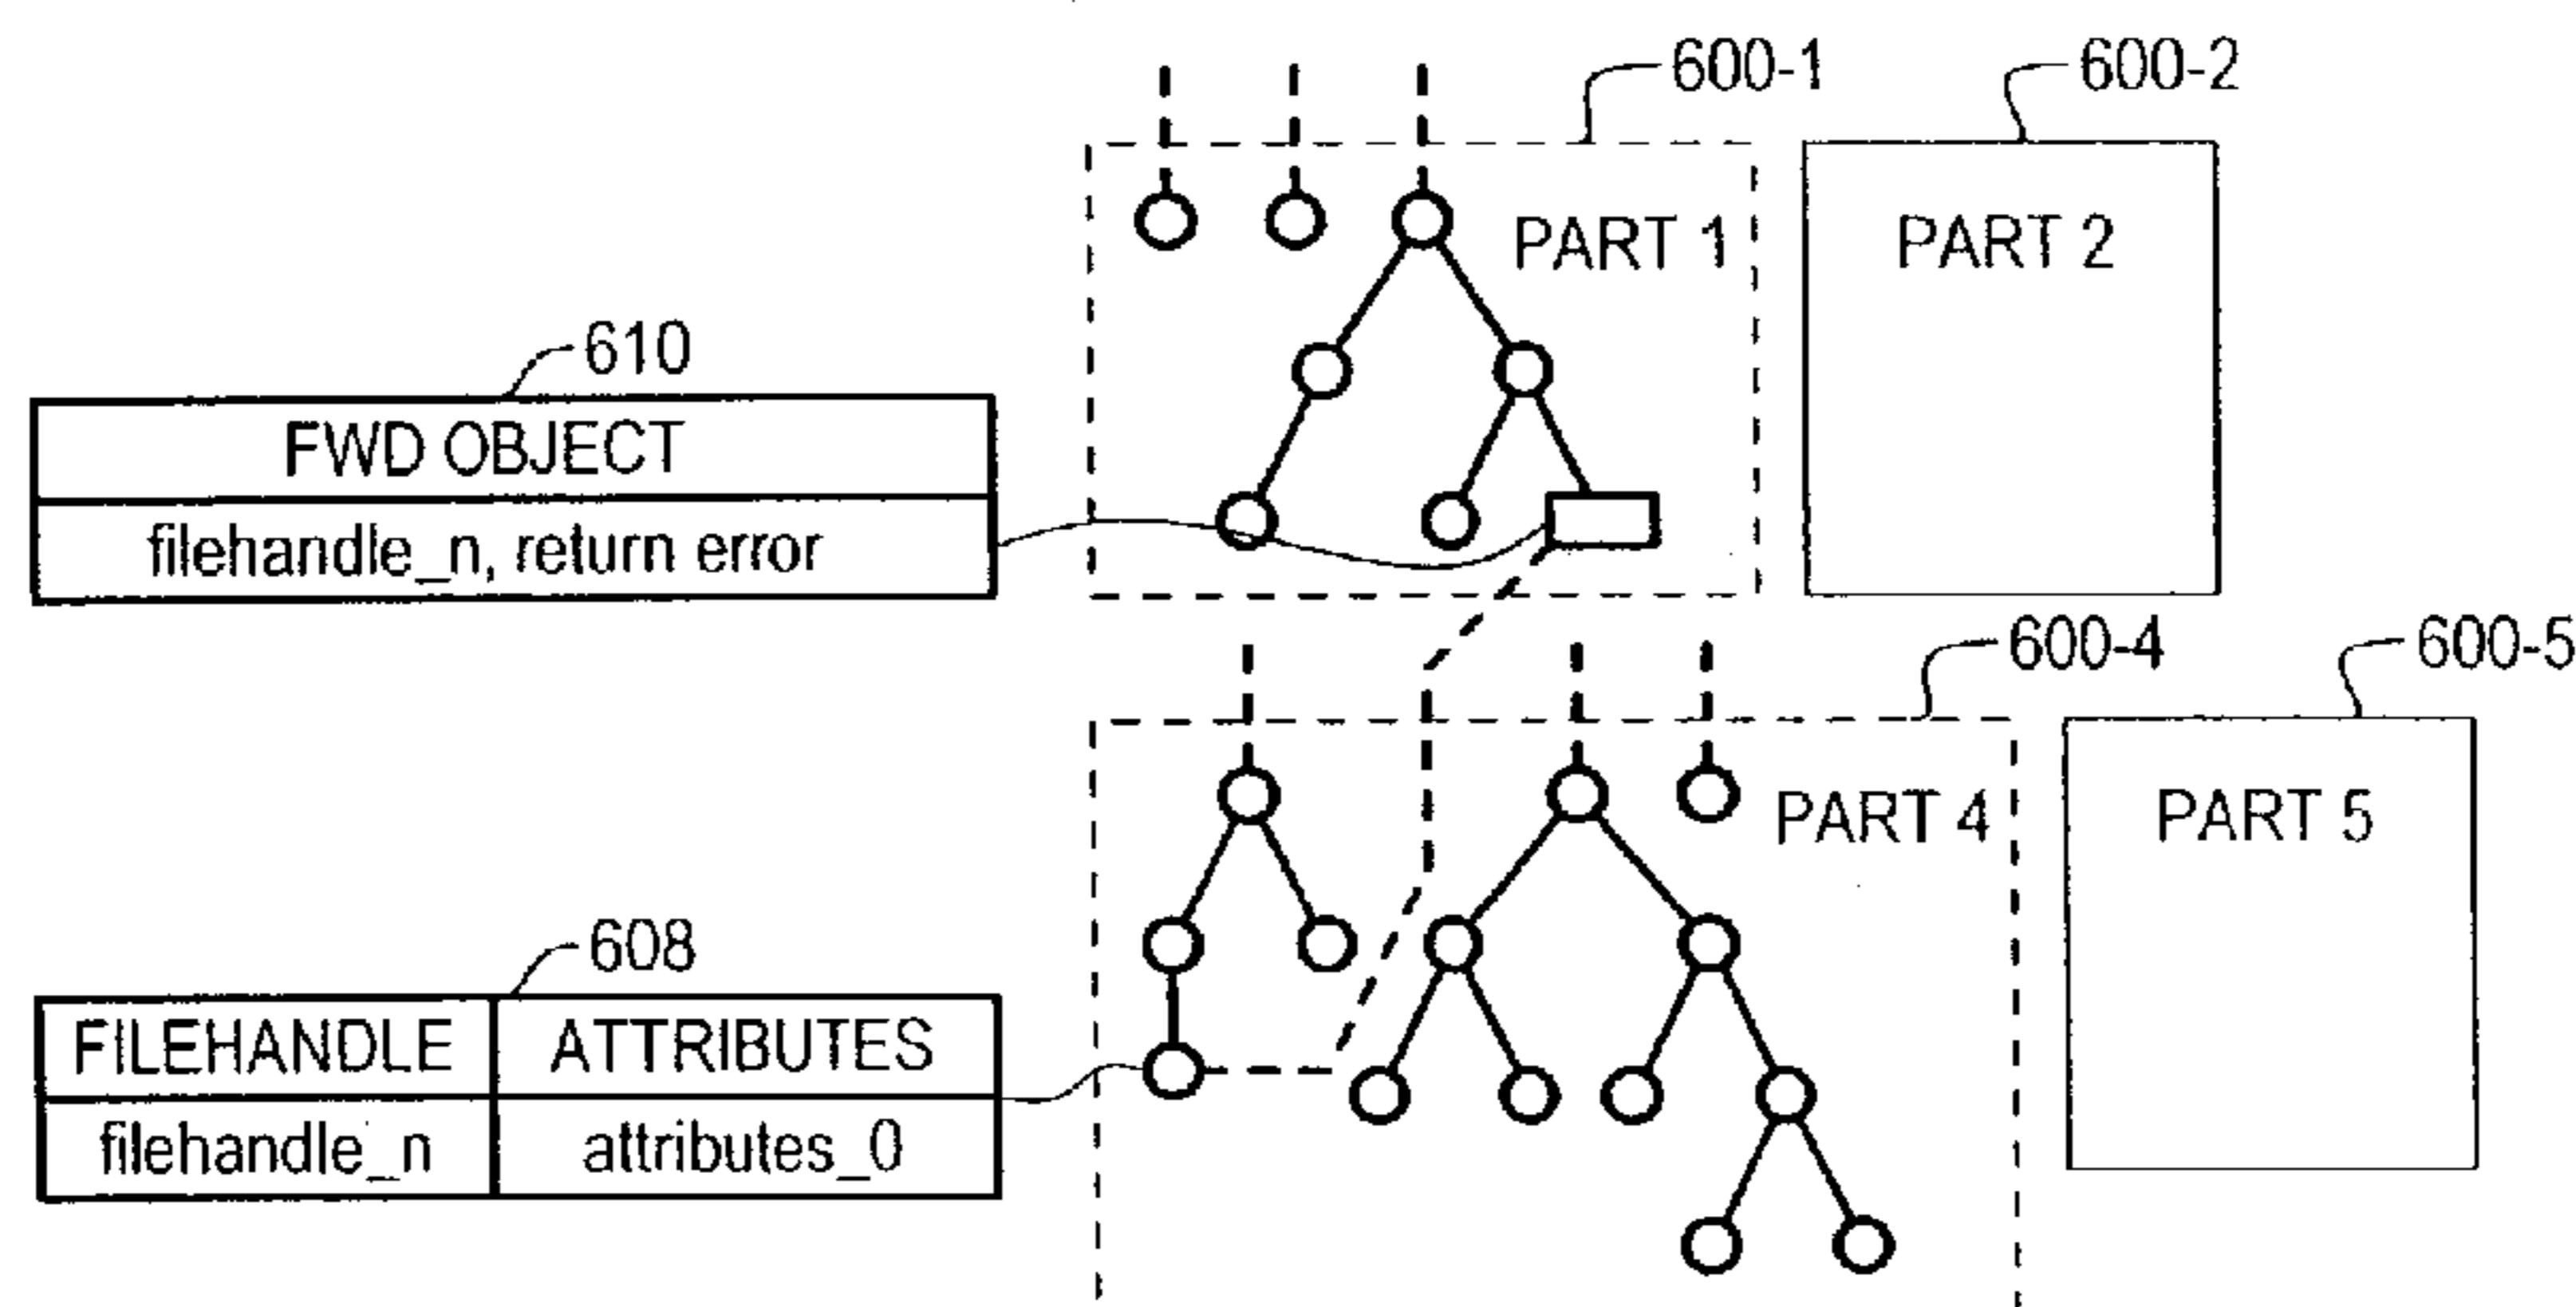 600-1
600-2
PART 1
PART 2
610
FWD OBJECT
filehandle_n, return error
600-4
600-5
PART 4
PART 5
608
FILEHANDLE
ATTRIBUTES
filehandle_n
attributes_0